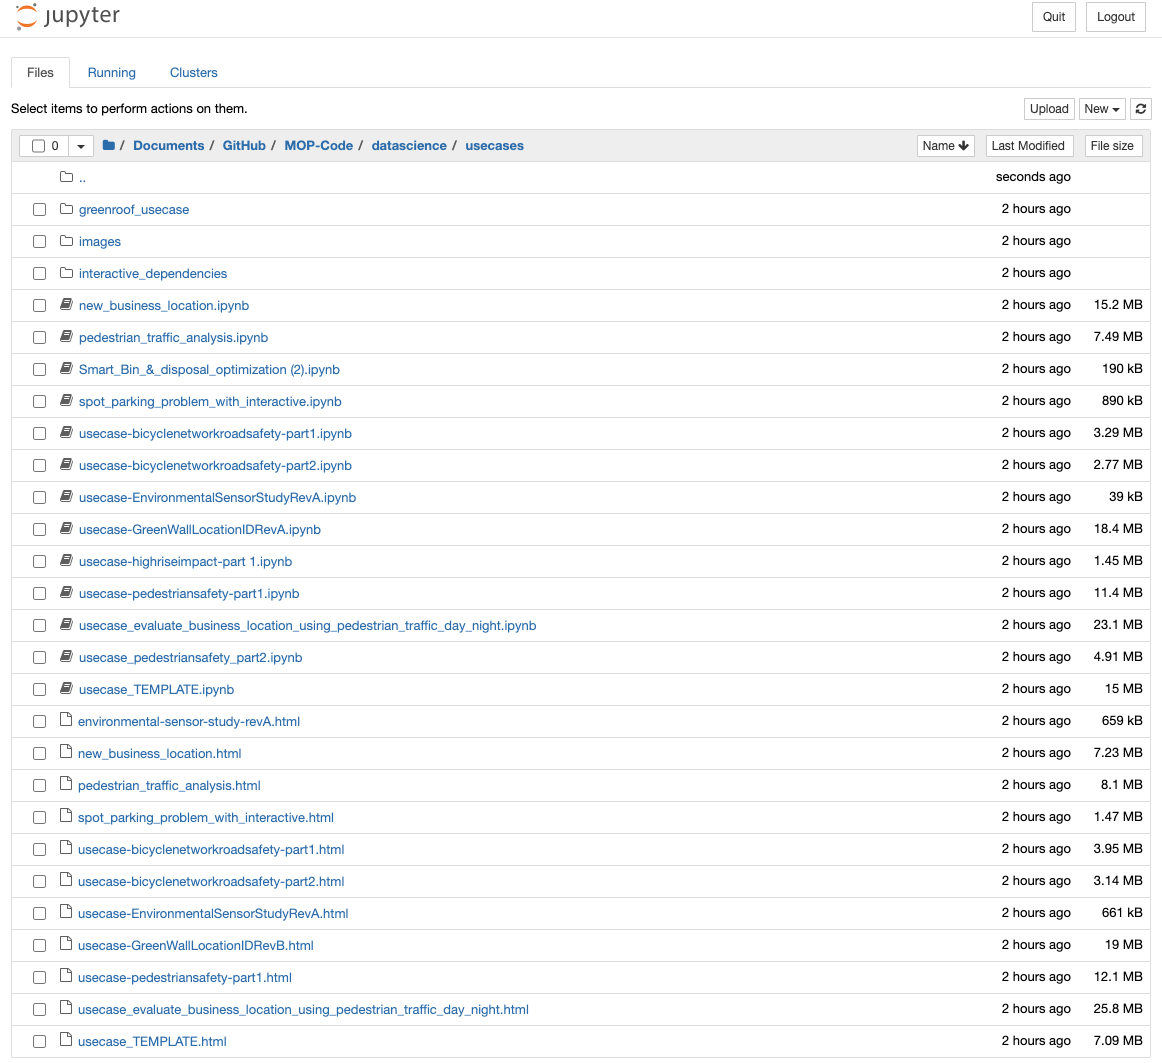 jupyter Quit Logout
Files Running Clusters
Select items to perform actions on them. Upload New
0 / Documents / GitHub / MOP-Code / datascience / usecases Name Last Modified File size
.. seconds ago
greenroof_usecase 2 hours ago
images 2 hours ago
interactive_dependencies 2 hours ago
new_business_location.ipynb 2 hours ago 15.2 MB
pedestrian_traffic_analysis.ipynb 2 hours ago 7.49 MB
Smart_Bin_&_disposal_optimization (2).ipynb 2 hours ago 190 kB
spot_parking_problem_with_interactive.ipynb 2 hours ago 890 kB
usecase-bicyclenetworkroadsafety-part1.ipynb 2 hours ago 3.29 MB
usecase-bicyclenetworkroadsafety-part2.ipynb 2 hours ago 2.77 MB
usecase-EnvironmentalSensorStudyRevA.ipynb 2 hours ago 39 kB
usecase-GreenWallLocationIDRevA.ipynb 2 hours ago 18.4 MB
usecase-highriseimpact-part 1.ipynb 2 hours ago 1.45 MB
usecase-pedestriansafety-part1.ipynb 2 hours ago 11.4 MB
usecase_evaluate_business_location_using_pedestrian_traffic_day_night.ipynb 2 hours ago 23.1 MB
usecase_pedestriansafety_part2.ipynb 2 hours ago 4.91 MB
usecase_TEMPLATE.ipynb 2 hours ago 15 MB
environmental-sensor-study-revA.html 2 hours ago 659 kB
new_business_location.html 2 hours ago 7.23 MB
pedestrian_traffic_analysis.html 2 hours ago 8.1 MB
spot_parking_problem_with_interactive.html 2 hours ago 1.47 MB
usecase-bicyclenetworkroadsafety-part1.html 2 hours ago 3.95 MB
usecase-bicyclenetworkroadsafety-part2.html 2 hours ago 3.14 MB
usecase-EnvironmentalSensorStudyRevA.html 2 hours ago 661 kB
usecase-GreenWallLocationIDRevB.html 2 hours ago 19 MB
usecase-pedestriansafety-part1.html 2 hours ago 12.1 MB
usecase_evaluate_business_location_using_pedestrian_traffic_day_night.html 2 hours ago 25.8 MB
usecase_TEMPLATE.html 2 hours ago 7.09 MB